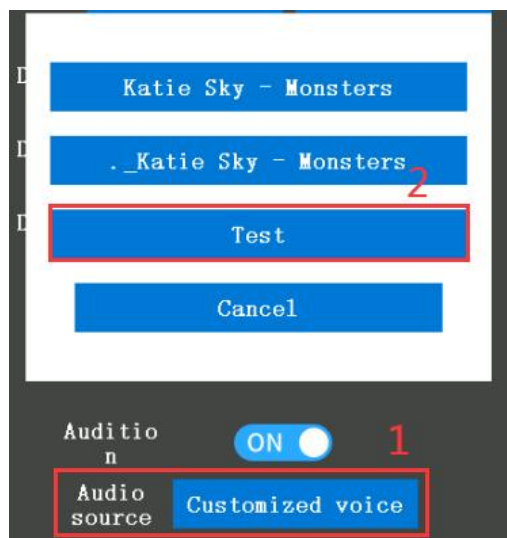 D
Katie Sky - Monsters
D
._Katie Sky - Monsters
2
D
Test
Cancel
Auditio
n
ON
1
Audio
source
Customized voice